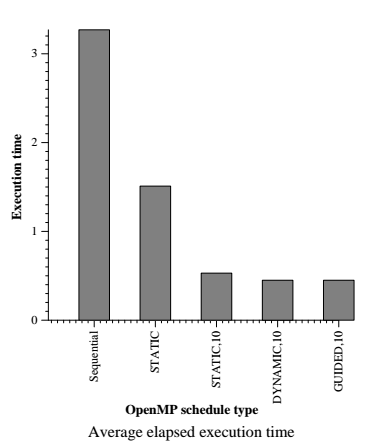 3
2
1
0
Execution time
Sequential
STATIC
STATIC,10
DYNAMIC,10
GUIDED,10
OpenMP schedule type
Average elapsed execution time